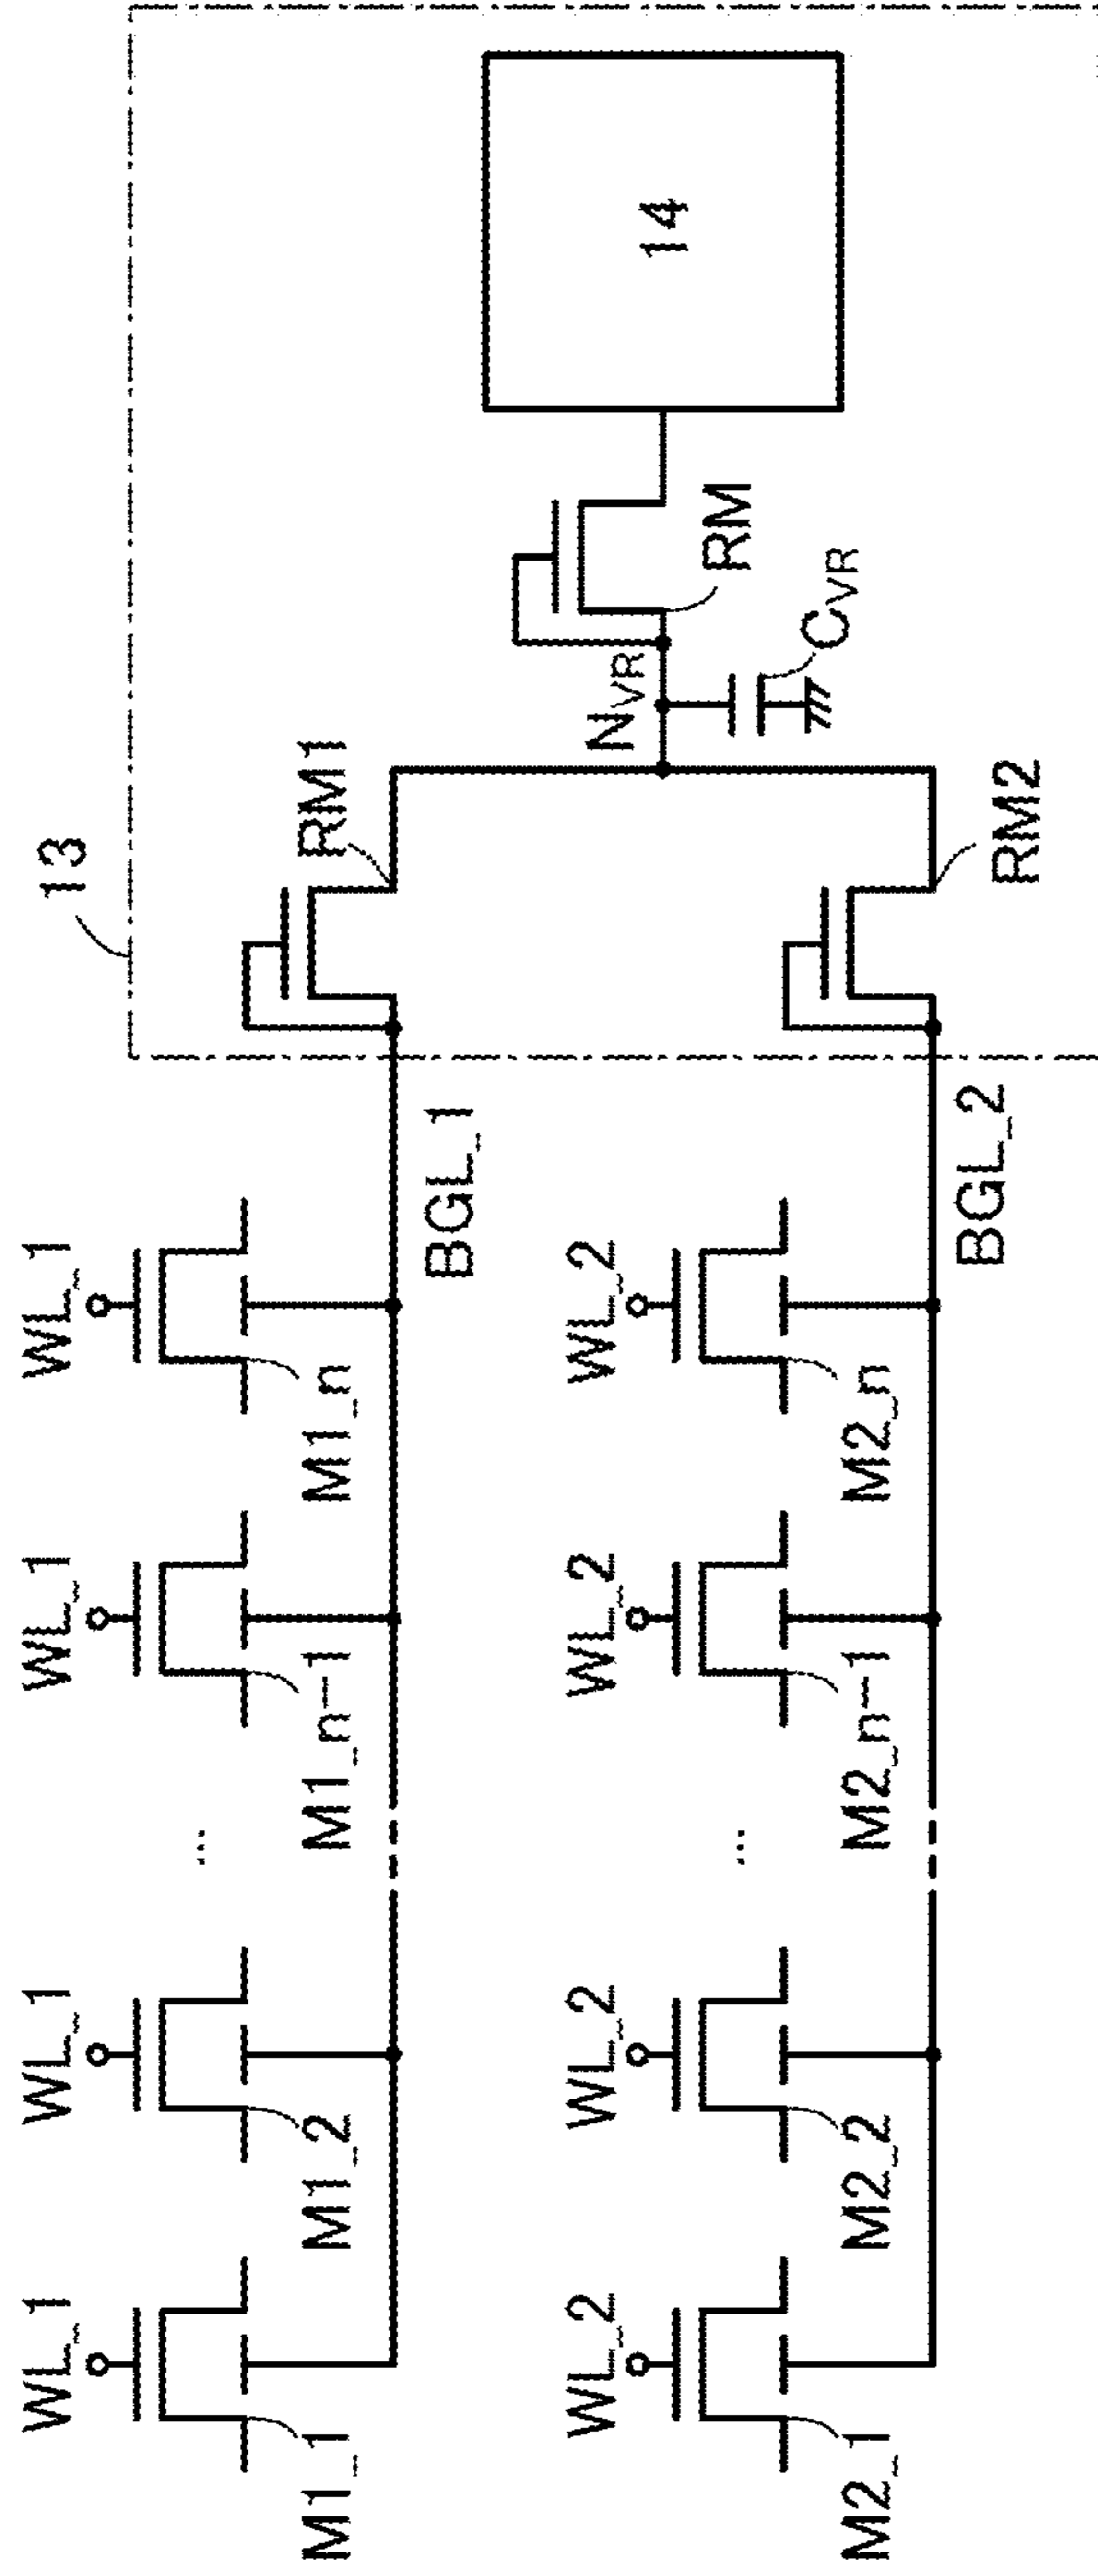 WL_1 WL_1 WL_1 WL_1
M1_1 M1_2 ... M1_n-1 M1_n
BGL_1
13
RM1
WL_2 WL_2 WL_2 WL_2
M2_1 M2_2 ... M2_n-1 M2_n
BGL_2
RM2
NVR
CVR
RM
14